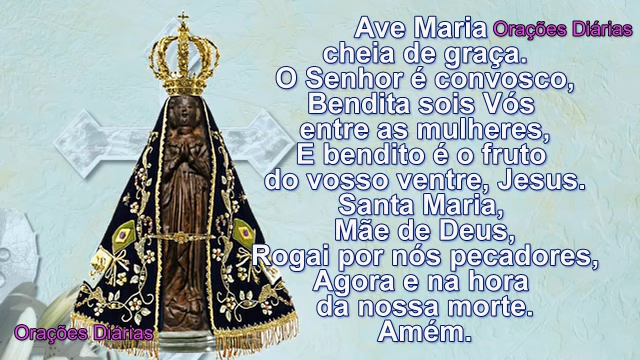 Ave Maria
Orações Diárias
cheia de graça.
O Senhor é convosco,
Bendita sois Vós
entre as mulheres,
E bendito é o fruto
do vosso ventre, Jesus.
Santa Maria,
Mãe de Deus,
Rogai por nós pecadores,
Agora e na hora
da nossa morte.
Amém.
Orações Diárias